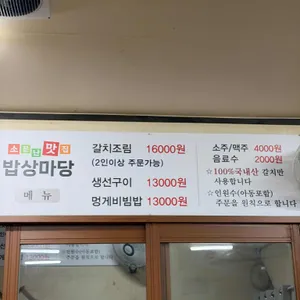 소문난 맛집
밥상마당
메뉴
갈치조림 16000원
(2인이상 주문가능)
생선구이 13000원
멍게비빔밥 13000원
소주/맥주 4000원
음료수 2000원
☆100%국내산 갈치만
사용합니다
☆인원수(아동포함)
주문을 원칙으로 합니다